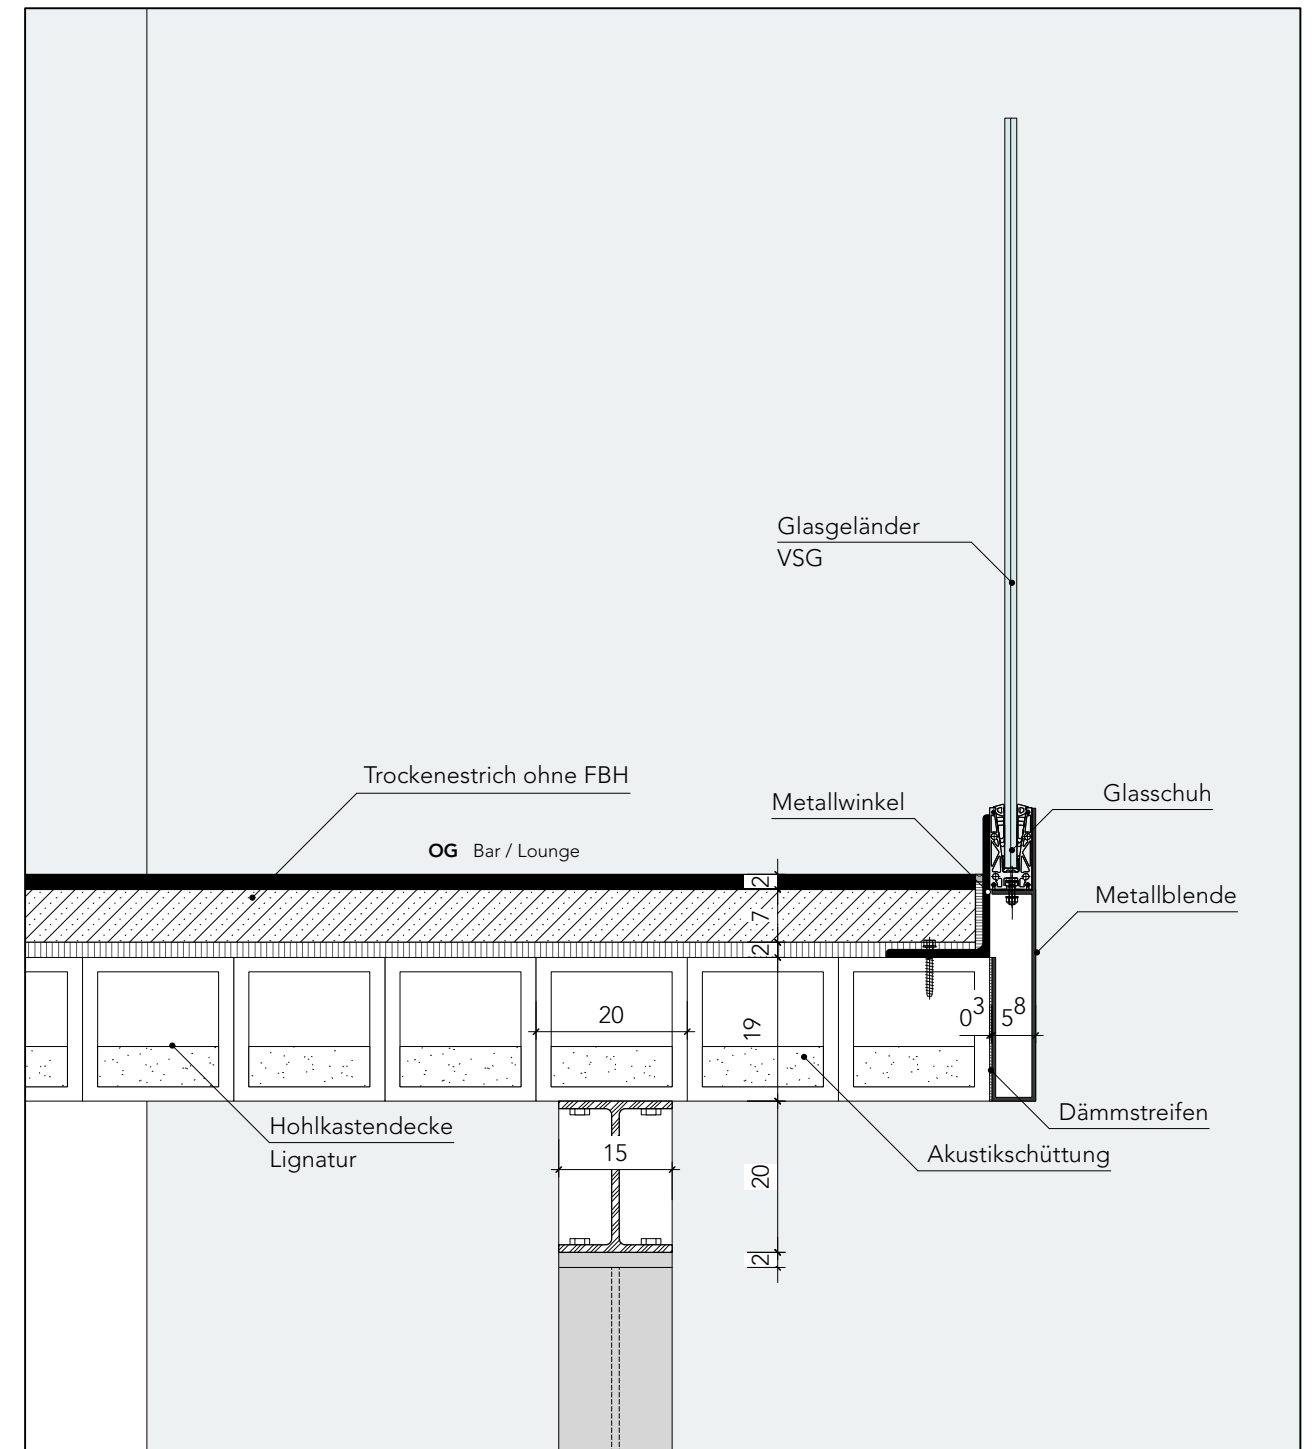 Glasgeländer
VSG
Trockenestrich ohne FBH
Metallwinkel
Glasschuh
OG Bar / Lounge
2
7
2
Metallblende
20
19
0³
5⁸
Hohlkastendecke
Lignatur
Dämmstreifen
Akustikschüttung
15
20
2